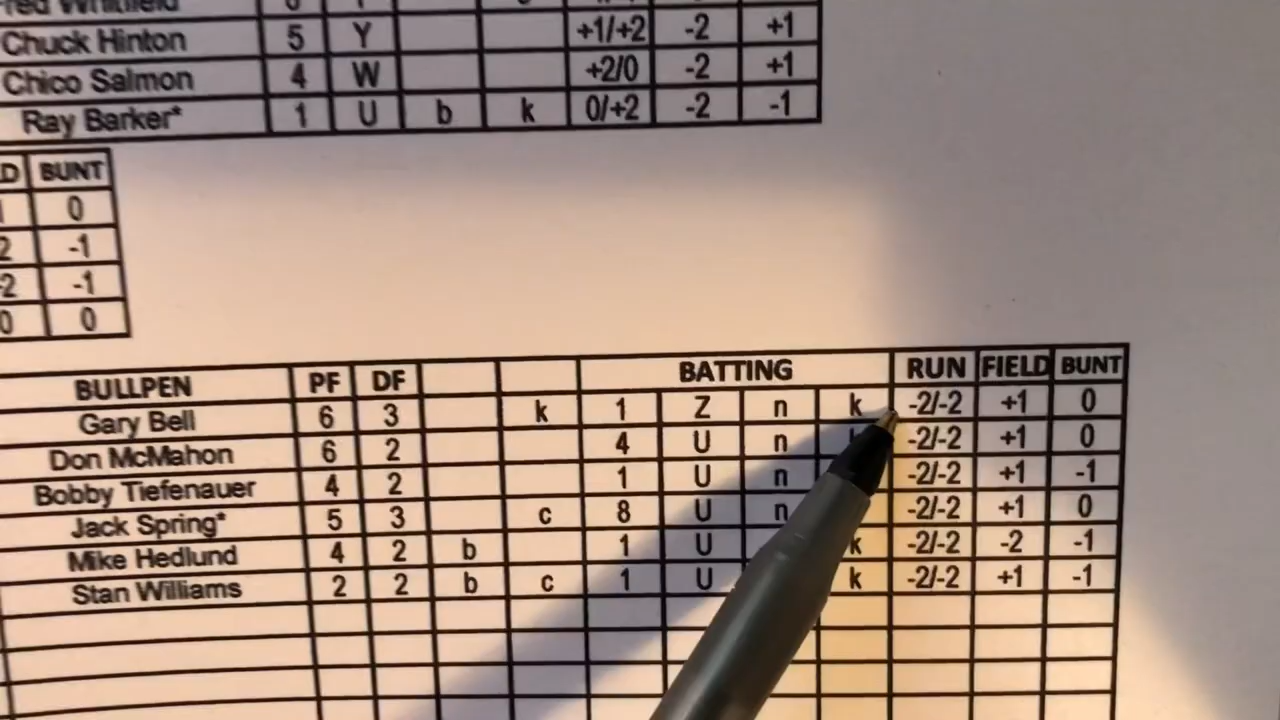 Fred Whitfield
Chuck Hinton 5 Y +1/+2 -2 +1
Chico Salmon 4 W +2/0 -2 +1
Ray Barker* 1 U b k 0/+2 -2 -1
BUNT
0
2 -1
-2 -1
0 0
BATTING
BULLPEN PF DF RUN FIELD BUNT
Gary Bell 6 3 k 1 Z n k -2/-2 +1 0
Don McMahon 6 2 4 U n -2/-2 +1 0
Bobby Tiefenauer 4 2 1 U n -2/-2 +1 -1
Jack Spring* 5 3 c 8 U n -2/-2 +1 0
Mike Hedlund 4 2 b 1 U k -2/-2 -2 -1
Stan Williams 2 2 b c 1 U k -2/-2 +1 -1